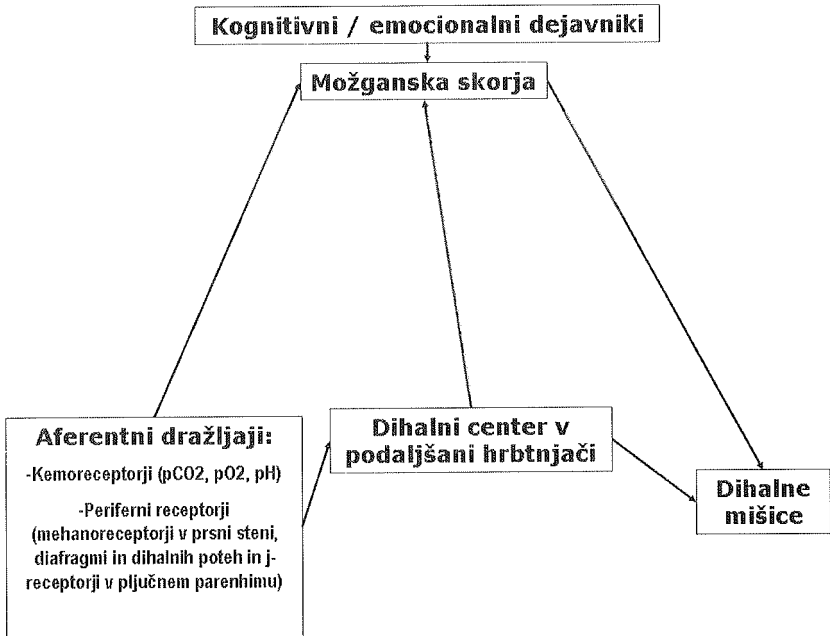 Kognitivni / emocionalni dejavniki
Možganska skorja
Aferentni dražljaji:
-Kemoreceptorji (pCO2, pO2, pH)
-Periferni receptorji
(mehanoreceptorji v prsni steni,
diafragmi in dihalnih poteh in j-
receptorji v pljučnem parenhimu)
Dihalni center v
podaljšani hrbtnjači
Dihalne
mišice